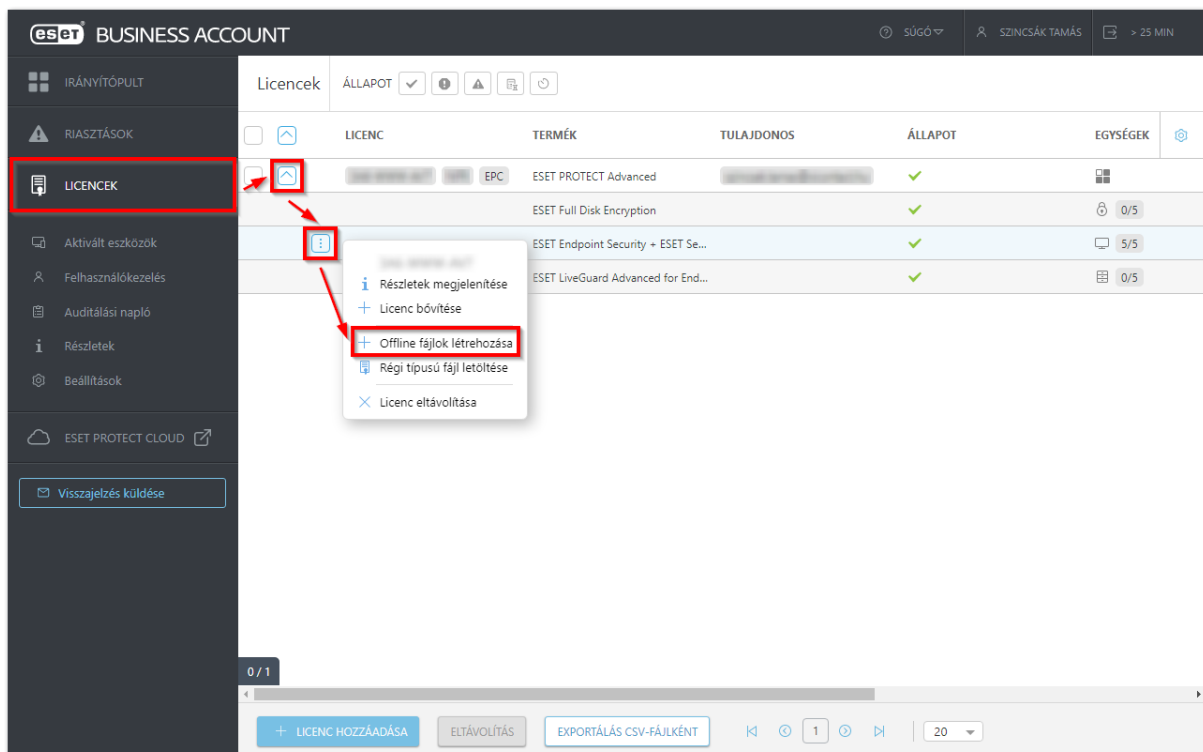 eset BUSINESS ACCOUNT
SÚGÓ
SZINCSÁK TAMÁS
> 25 MIN
IRÁNYÍTÓPULT
RIASZTÁSOK
LICENCEK
Aktivált eszközök
Felhasználókezelés
Auditálási napló
Részletek
Beállítások
ESET PROTECT CLOUD
Visszajelzés küldése
Licencek
ÁLLAPOT
LICENC TERMÉK TULAJDONOS ÁLLAPOT EGYSÉGEK
EPC ESET PROTECT Advanced
ESET Full Disk Encryption 0/5
ESET Endpoint Security + ESET Se... 5/5
ESET LiveGuard Advanced for End... 0/5
Részletek megjelenítése
Licenc bővítése
Offline fájlok létrehozása
Régi típusú fájl letöltése
Licenc eltávolítása
0 / 1
+ LICENC HOZZÁADÁSA
ELTÁVOLÍTÁS
EXPORTÁLÁS CSV-FÁJLKÉNT
1
20